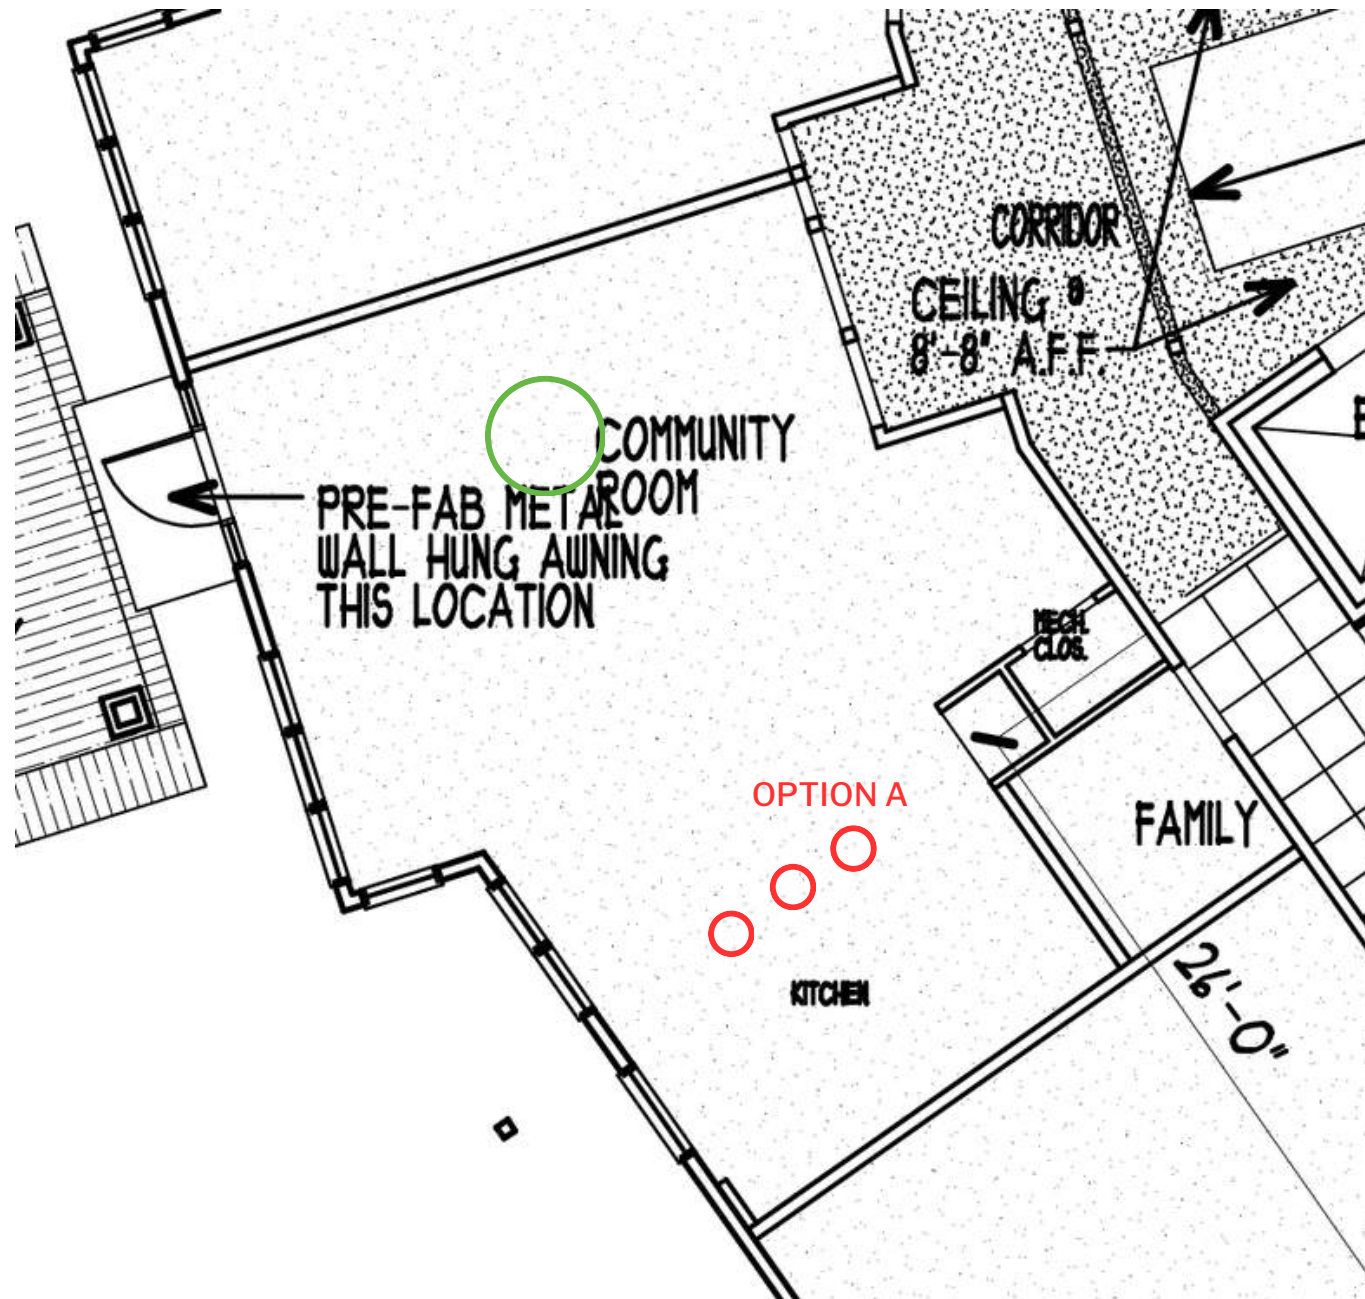 CORRIDOR
CEILING @
8'-8" A.F.F.
COMMUNITY
ROOM
PRE-FAB METAL
WALL HUNG AWNING
THIS LOCATION
MECH.
CLOS.
OPTION A
FAMILY
KITCHEN
26'-0"